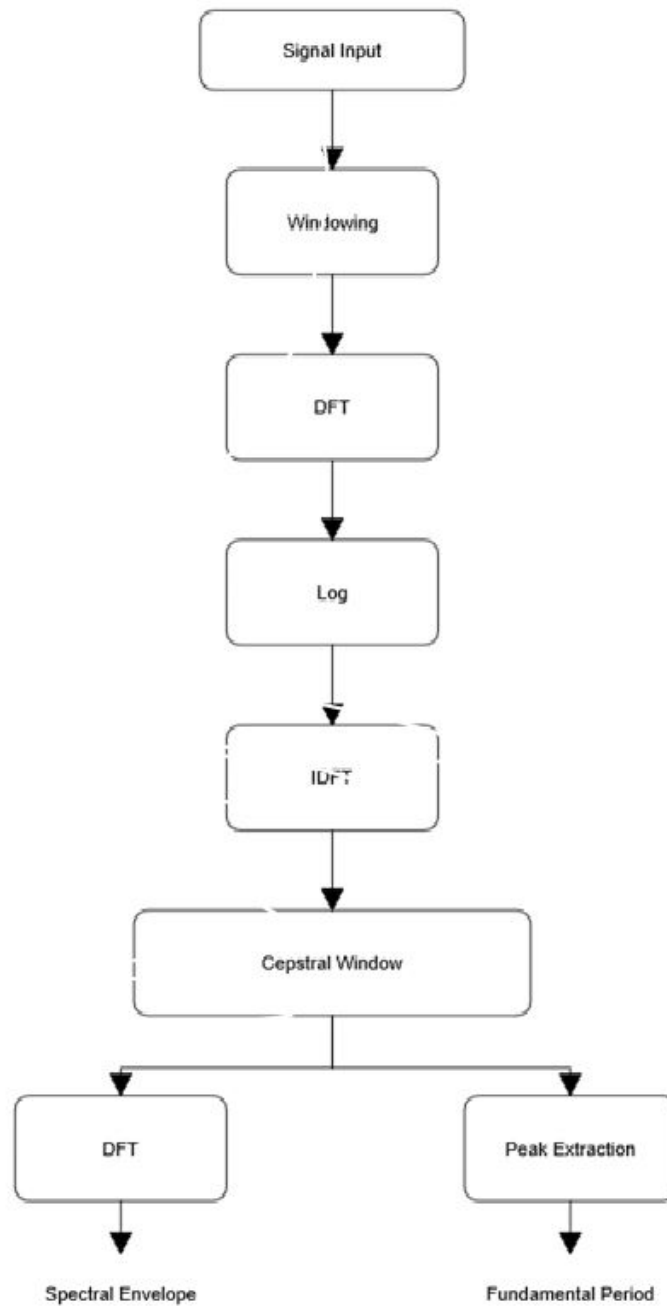 Signal Input
Windowing
DFT
Log
IDFT
Cepstral Window
DFT
Peak Extraction
Spectral Envelope
Fundamental Period